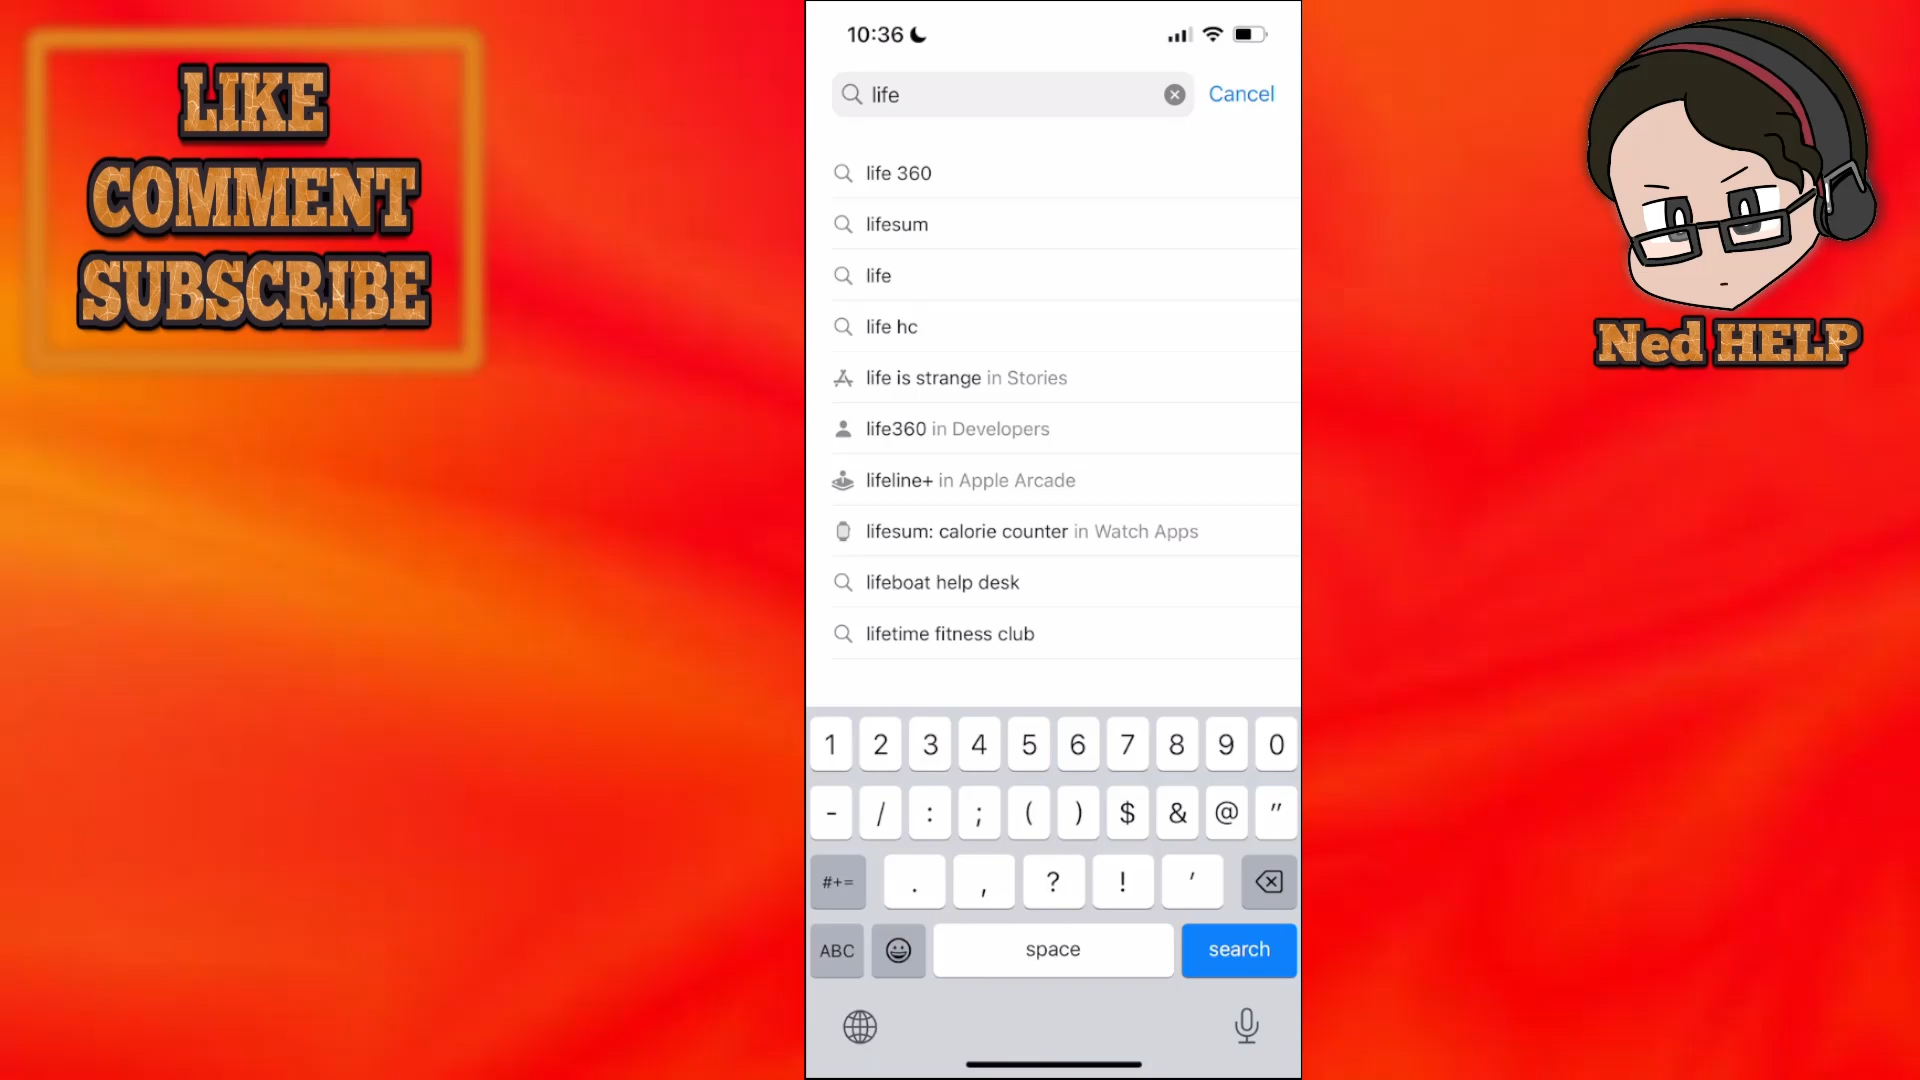 LIKE
COMMENT
SUBSCRIBE
10:36
life
Cancel
life 360
lifesum
life
life hc
life is strange in Stories
life360 in Developers
lifeline+ in Apple Arcade
lifesum: calorie counter in Watch Apps
lifeboat help desk
lifetime fitness club
1 2 3 4 5 6 7 8 9 0
- / : ; ( ) $ & @ "
#+= . , ? ! '
ABC space search
Ned HELP